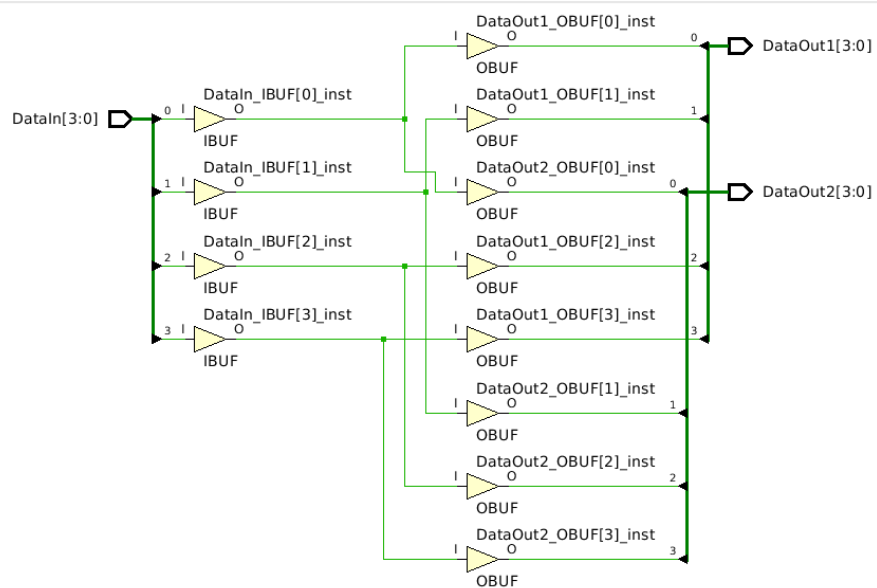 DataOut1_OBUF[0]_inst
I
O
0
DataOut1[3:0]
OBUF
DataIn_IBUF[0]_inst
DataOut1_OBUF[1]_inst
DataIn[3:0]
0
I
O
I
O
1
IBUF
OBUF
DataIn_IBUF[1]_inst
DataOut2_OBUF[0]_inst
1
I
O
I
O
0
DataOut2[3:0]
IBUF
OBUF
DataIn_IBUF[2]_inst
DataOut1_OBUF[2]_inst
2
I
O
I
O
2
IBUF
OBUF
DataIn_IBUF[3]_inst
DataOut1_OBUF[3]_inst
3
I
O
I
O
3
IBUF
OBUF
DataOut2_OBUF[1]_inst
I
O
1
OBUF
DataOut2_OBUF[2]_inst
I
O
2
OBUF
DataOut2_OBUF[3]_inst
I
O
3
OBUF